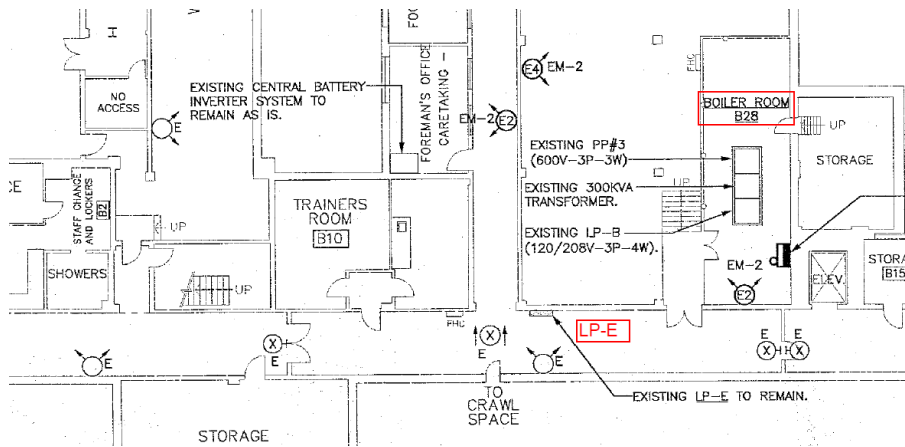 FOREMAN'S OFFICE
CARETAKING -
NO
ACCESS
EXISTING CENTRAL BATTERY
INVERTER SYSTEM TO
REMAIN AS IS.
E
E4
EM-2
EM-2
E2
FHC
BOILER ROOM
B28
UP
STORAGE
EXISTING PP#3
(600V-3P-3W)
EXISTING 300KVA
TRANSFORMER.
UP
EXISTING LP-B
(120/208V-3P-4W).
STAFF CHANGE
AND LOCKERS
B2
UP
TRAINERS
ROOM
B10
SHOWERS
UP
EM-2
E2
ELEV.
STORA
B15
FHC
X
E
X
E
LP-E
E
E
X
X
E
E
E
TO
CRAWL
SPACE
EXISTING LP-E TO REMAIN.
STORAGE